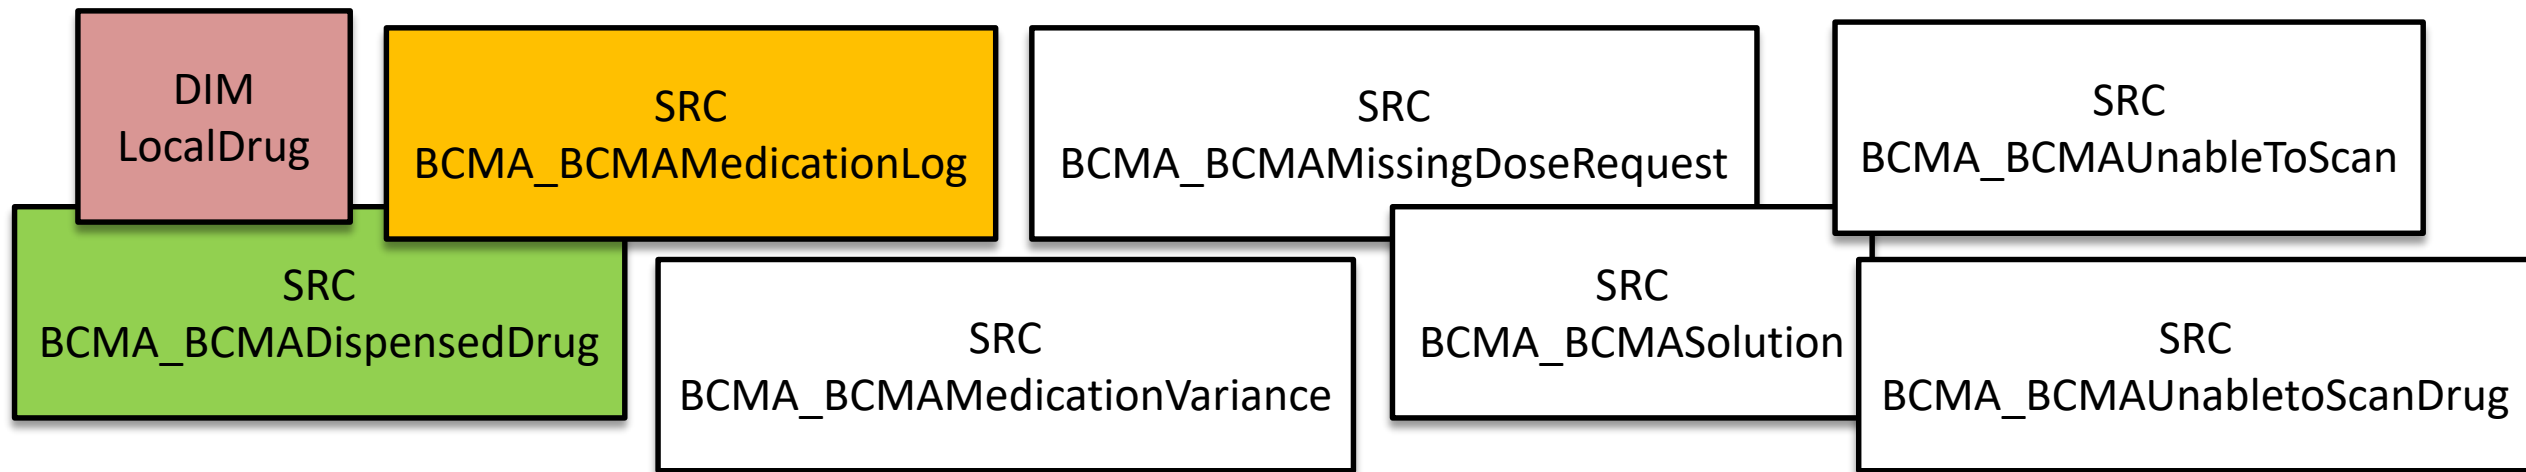 DIM
LocalDrug
SRC
BCMA_BCMAMedicationLog
SRC
BCMA_BCMAMissingDoseRequest
SRC
BCMA_BCMAUnableToScan
SRC
BCMA_BCMADispensedDrug
SRC
BCMA_BCMAMedicationVariance
SRC
BCMA_BCMASolution
SRC
BCMA_BCMAUnabletoScanDrug